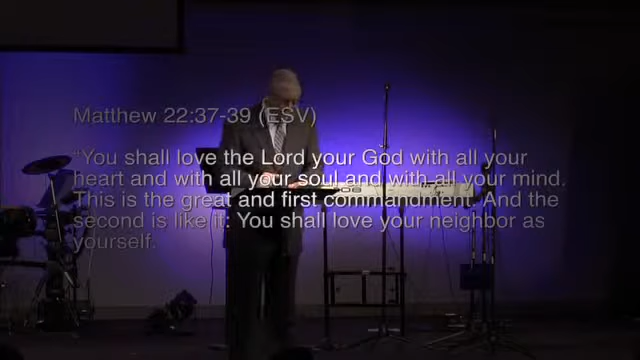 Matthew 22:37-39 (ESV)
“You shall love the Lord your God with all your
heart and with all your soul and with all your mind.
This is the great and first commandment. And the
second is like it: You shall love your neighbor as
yourself.